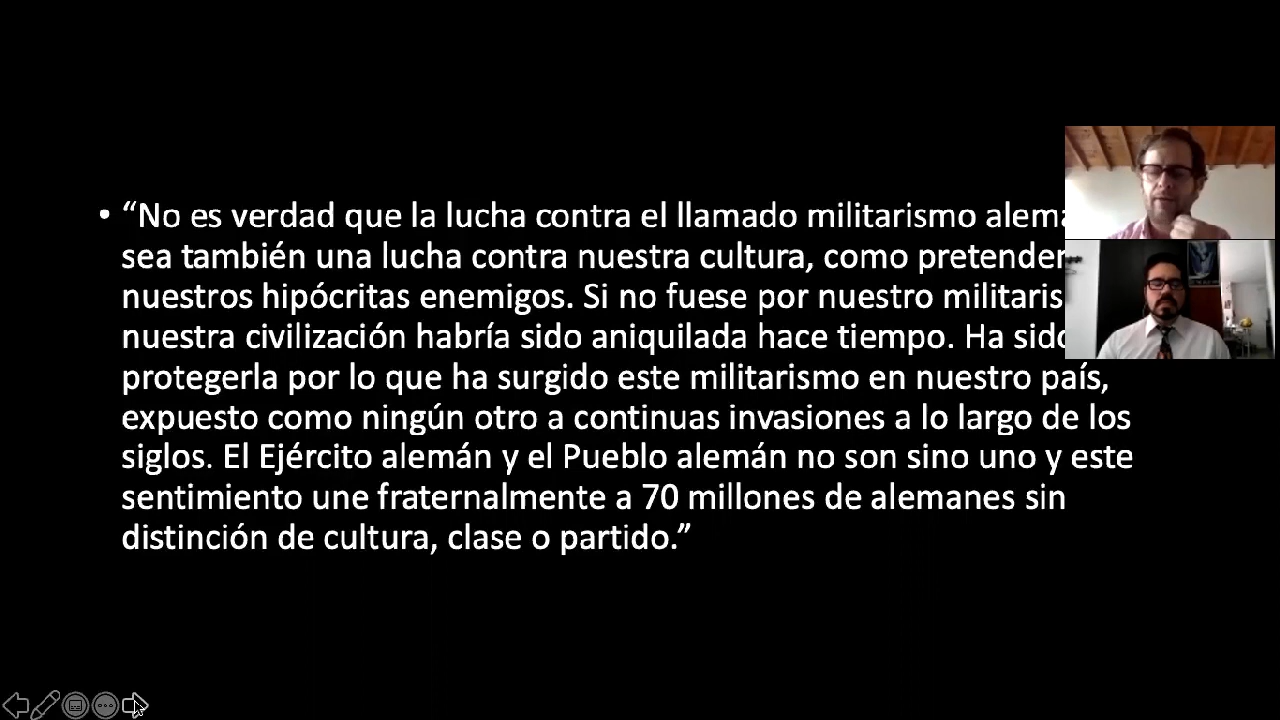 • “No es verdad que la lucha contra el llamado militarismo
sea también una lucha contra nuestra cultura, como
nuestros hipócritas enemigos. Si no fuese por nuestro
nuestra civilización habría sido aniquilada hace tiempo. Ha sido
protegerla por lo que ha surgido este militarismo en nuestro país,
expuesto como ningún otro a continuas invasiones a lo largo de los
siglos. El Ejército alemán y el Pueblo alemán no son sino uno y este
sentimiento une fraternalmente a 70 millones de alemanes sin
distinción de cultura, clase o partido.”